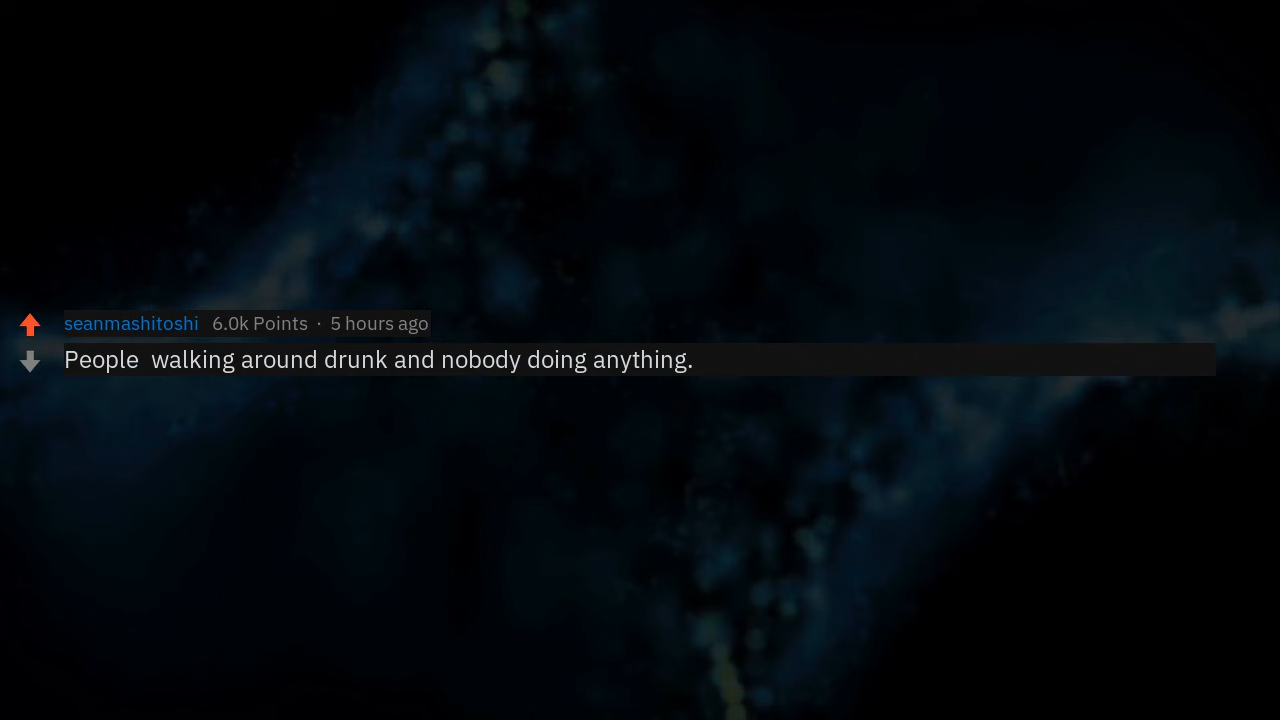 seanmashitoshi 6.0k Points · 5 hours ago
People  walking around drunk and nobody doing anything.